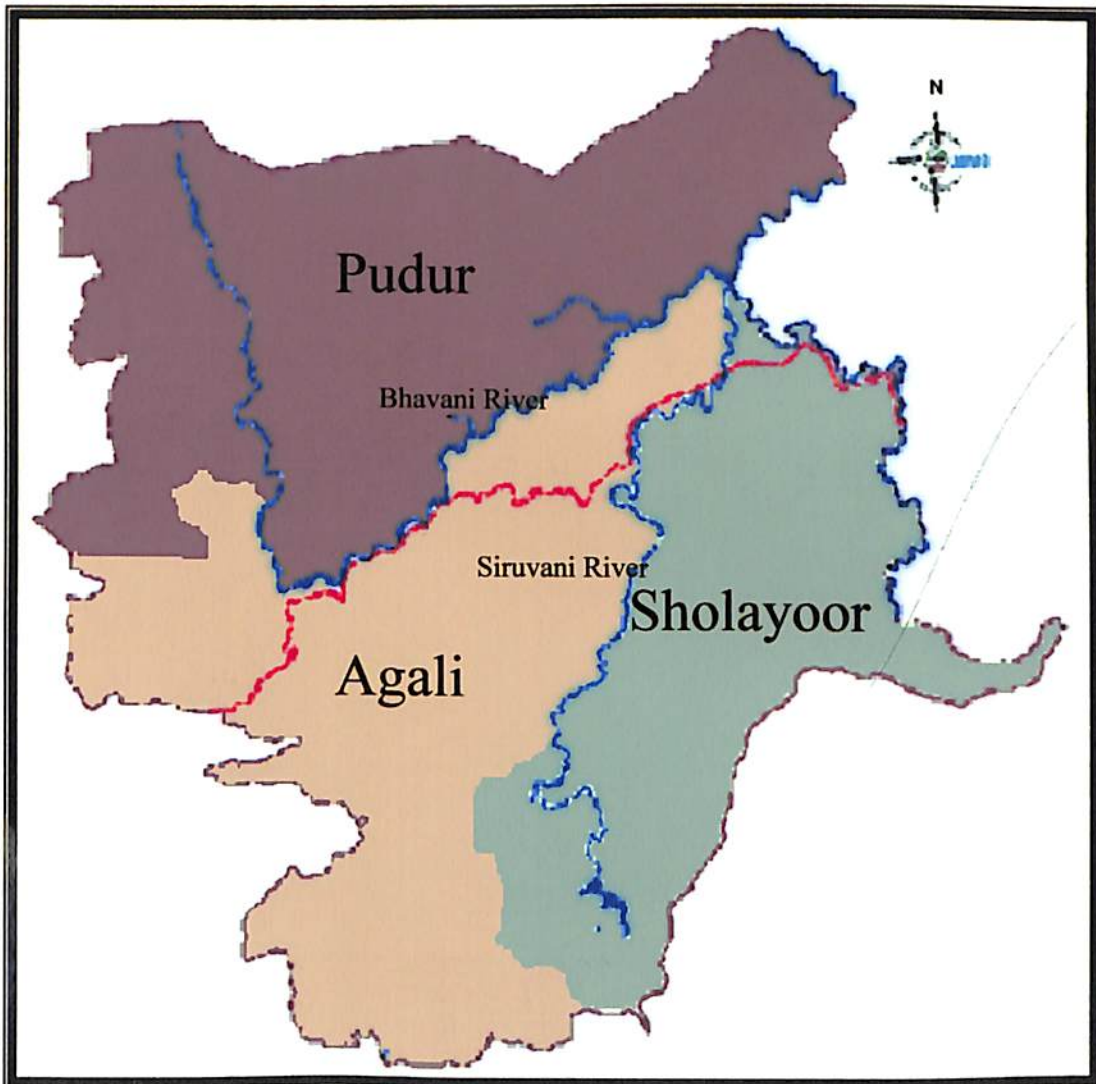 N
Pudur
Bhavani River
Siruvani River
Sholayoor
Agali